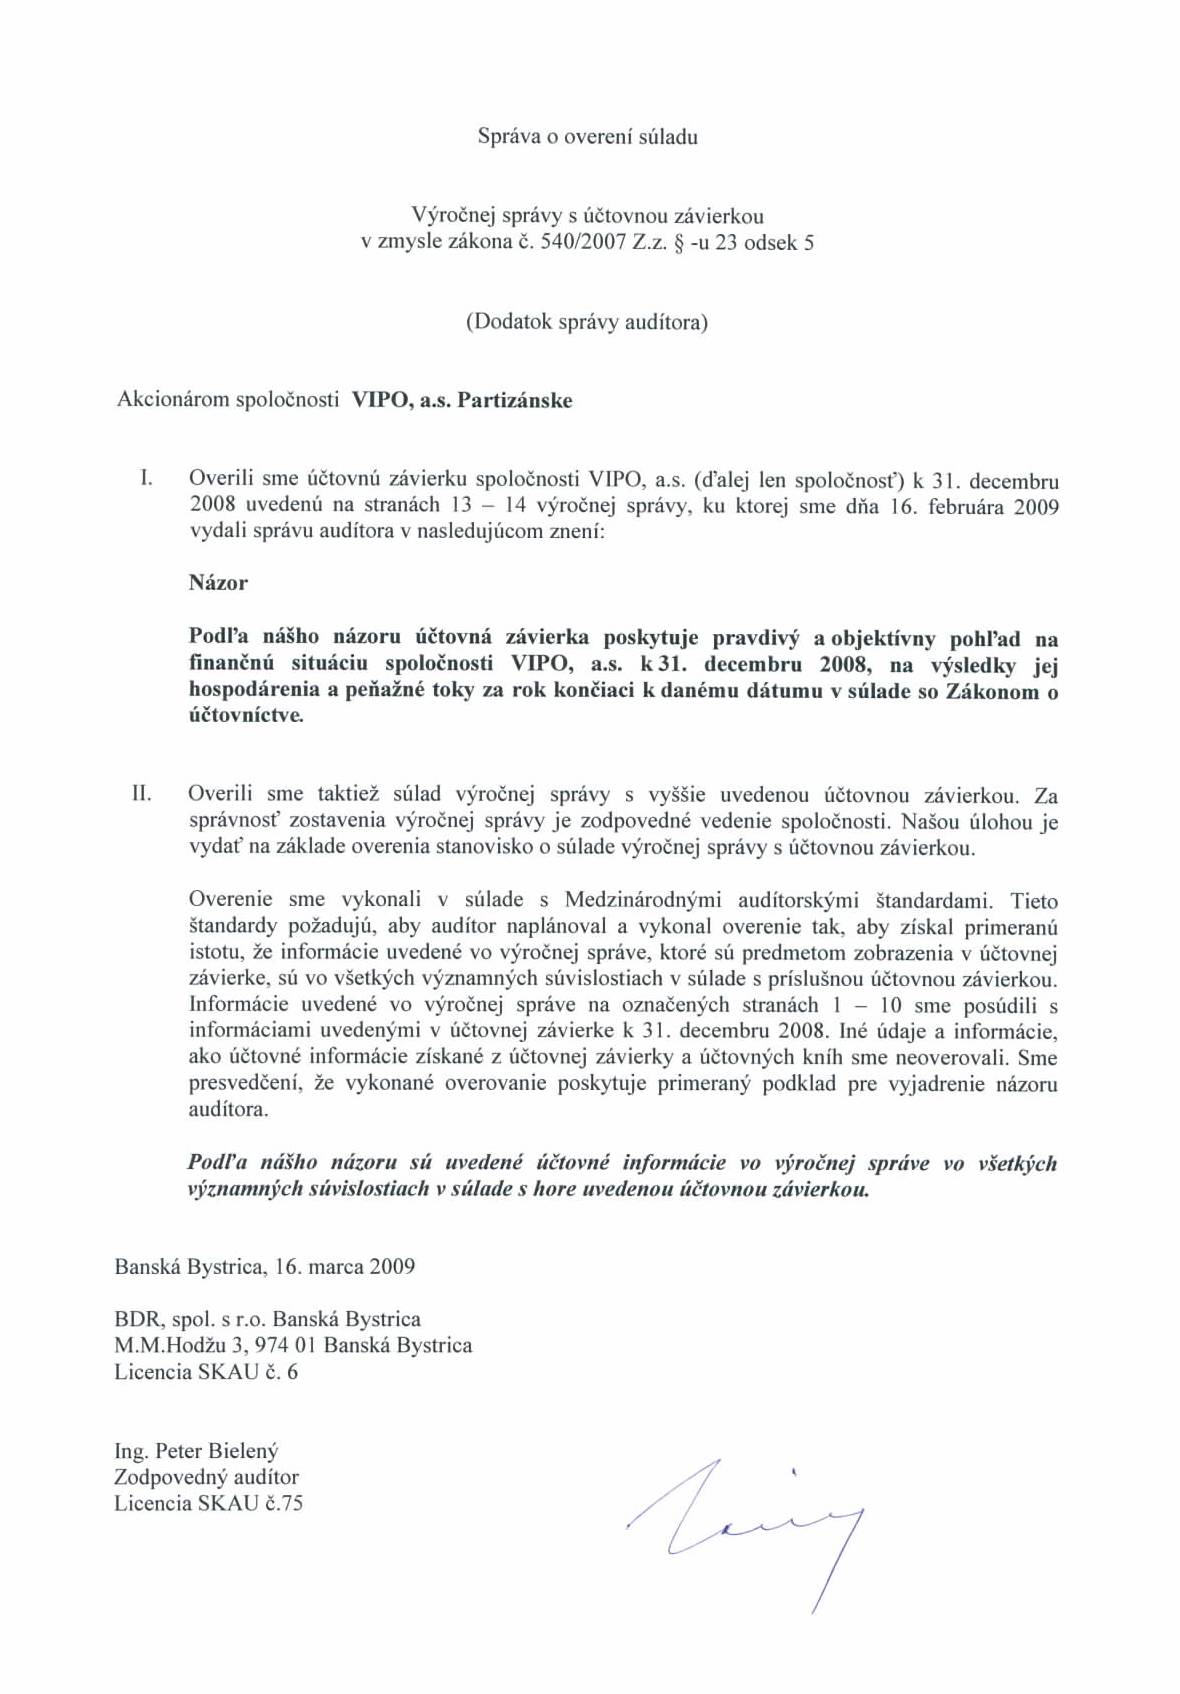 Správa o overení súladu
Výročnej správy s účtovnou závierkou
v zmysle zákona č. 540/2007 Z.z. § -u 23 odsek 5
(Dodatok správy audítora)
Akcionárom spoločnosti VIPO, a.s. Partizánske
I. Overili sme účtovnú závierku spoločnosti VIPO, a.s. (ďalej len spoločnosť) k 31. decembru
2008 uvedenú na stranách 13 – 14 výročnej správy, ku ktorej sme dňa 16. februára 2009
vydali správu audítora v nasledujúcom znení:
Názor
Podľa nášho názoru účtovná závierka poskytuje pravdivý a objektívny pohľad na
finančnú situáciu spoločnosti VIPO, a.s. k 31. decembru 2008, na výsledky jej
hospodárenia a peňažné toky za rok končiaci k danému dátumu v súlade so Zákonom o
účtovníctve.
II. Overili sme taktiež súlad výročnej správy s vyššie uvedenou účtovnou závierkou. Za
správnosť zostavenia výročnej správy je zodpovedné vedenie spoločnosti. Našou úlohou je
vydať na základe overenia stanovisko o súlade výročnej správy s účtovnou závierkou.
Overenie sme vykonali v súlade s Medzinárodnými audítorskými štandardami. Tieto
štandardy požadujú, aby audítor naplánoval a vykonal overenie tak, aby získal primeranú
istotu, že informácie uvedené vo výročnej správe, ktoré sú predmetom zobrazenia v účtovnej
závierke, sú vo všetkých významných súvislostiach v súlade s príslušnou účtovnou závierkou.
Informácie uvedené vo výročnej správe na označených stranách 1 – 10 sme posúdili s
informáciami uvedenými v účtovnej závierke k 31. decembru 2008. Iné údaje a informácie,
ako účtovné informácie získané z účtovnej závierky a účtovných kníh sme neoverovali. Sme
presvedčení, že vykonané overovanie poskytuje primeraný podklad pre vyjadrenie názoru
audítora.
Podľa nášho názoru sú uvedené účtovné informácie vo výročnej správe vo všetkých
významných súvislostiach v súlade s hore uvedenou účtovnou závierkou.
Banská Bystrica, 16. marca 2009
BDR, spol. s r.o. Banská Bystrica
M.M.Hodžu 3, 974 01 Banská Bystrica
Licencia SKAU č. 6
Ing. Peter Bielený
Zodpovedný audítor
Licencia SKAU č.75